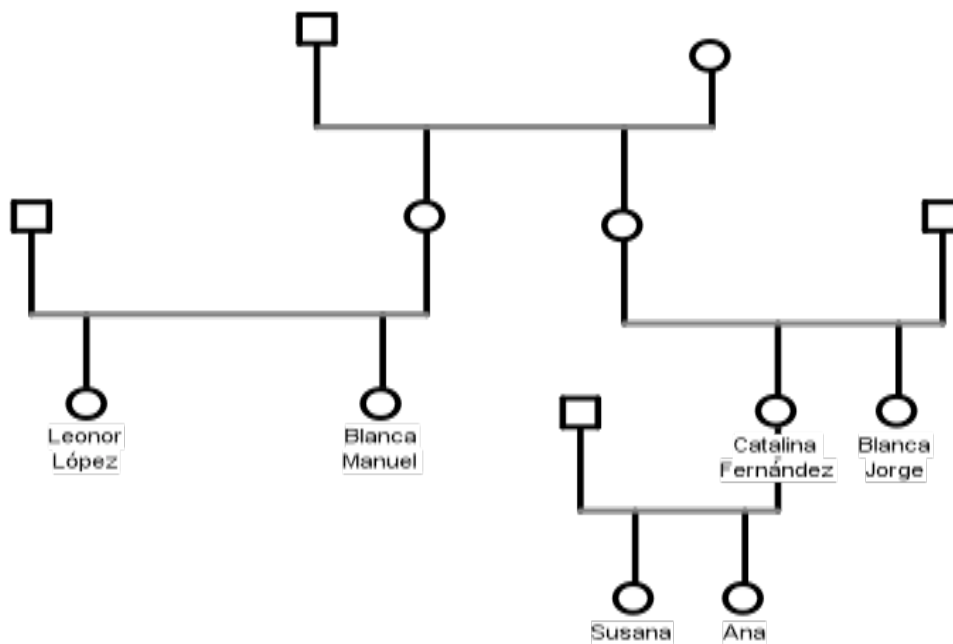 Leonor
López
Blanca
Manuel
Catalina
Fernández
Blanca
Jorge
Susana
Ana